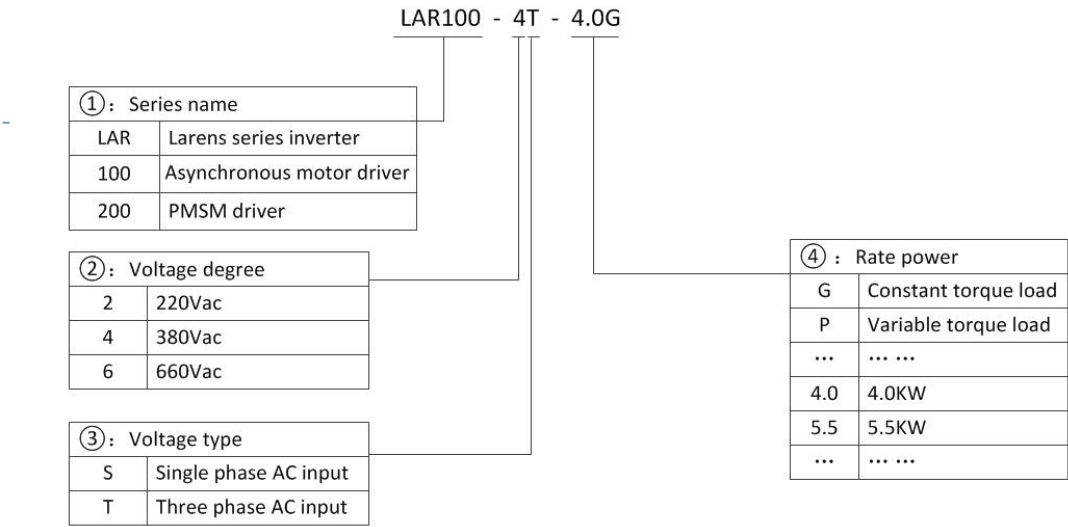 LAR100 - 4T - 4.0G
①: Series name
LAR Larens series inverter
100 Asynchronous motor driver
200 PMSM driver
②: Voltage degree
2 220Vac
4 380Vac
6 660Vac
③: Voltage type
S Single phase AC input
T Three phase AC input
④ : Rate power
G Constant torque load
P Variable torque load
... ... ...
4.0 4.0KW
5.5 5.5KW
... ... ...